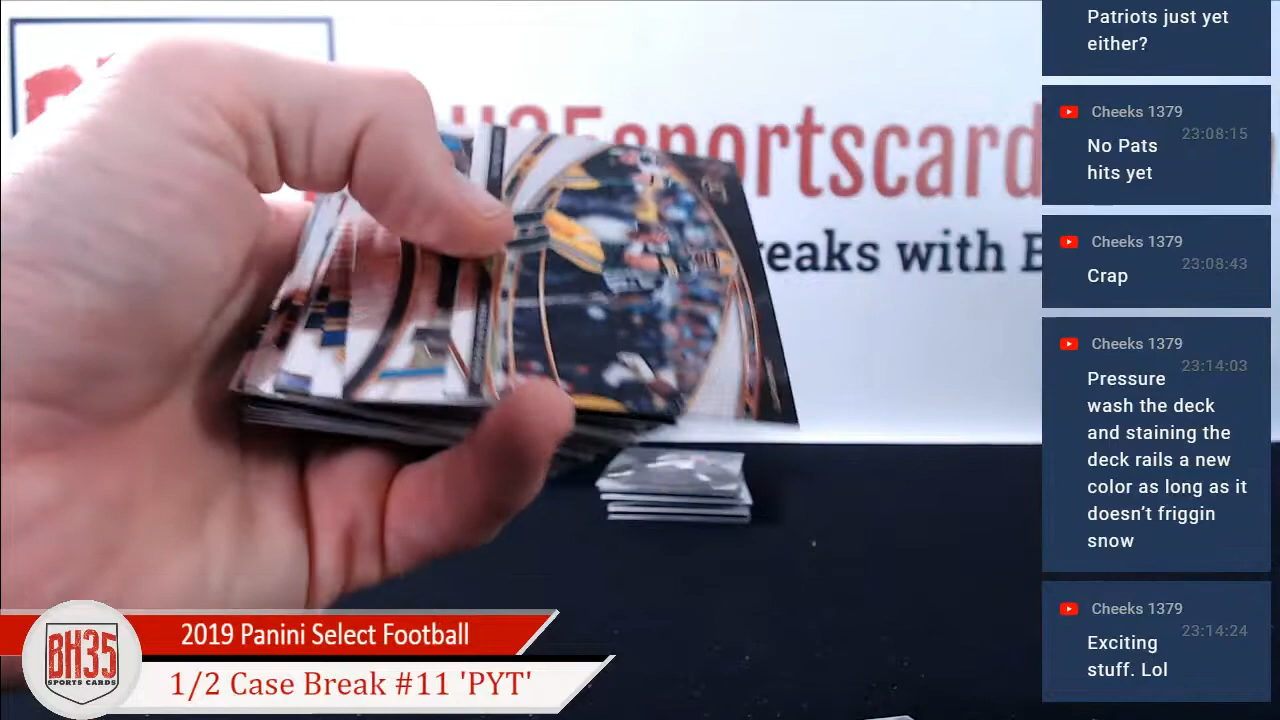 H35sportscard
eaks with B
BH35
SPORTS CARDS
2019 Panini Select Football
1/2 Case Break #11 'PYT'
Patriots just yet
either?
Cheeks 1379
23:08:15
No Pats
hits yet
Cheeks 1379
23:08:43
Crap
Cheeks 1379
23:14:03
Pressure
wash the deck
and staining the
deck rails a new
color as long as it
doesn't friggin
snow
Cheeks 1379
23:14:24
Exciting
stuff. Lol